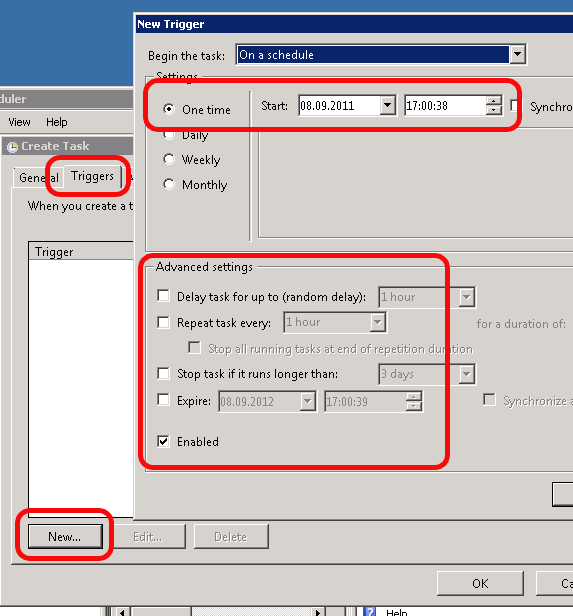 New Trigger
Begin the task: On a schedule
Settings
One time Start: 08.09.2011 17:00:38 Synchro
Daily
Weekly
Monthly
duler
View Help
Create Task
General Triggers
When you create a t
Trigger
Advanced settings
Delay task for up to (random delay): 1 hour
Repeat task every: 1 hour for a duration of:
Stop all running tasks at end of repetition duration
Stop task if it runs longer than: 3 days
Expire: 08.09.2012 17:00:39 Synchronize a
Enabled
New... Edit... Delete
OK Ca
Help